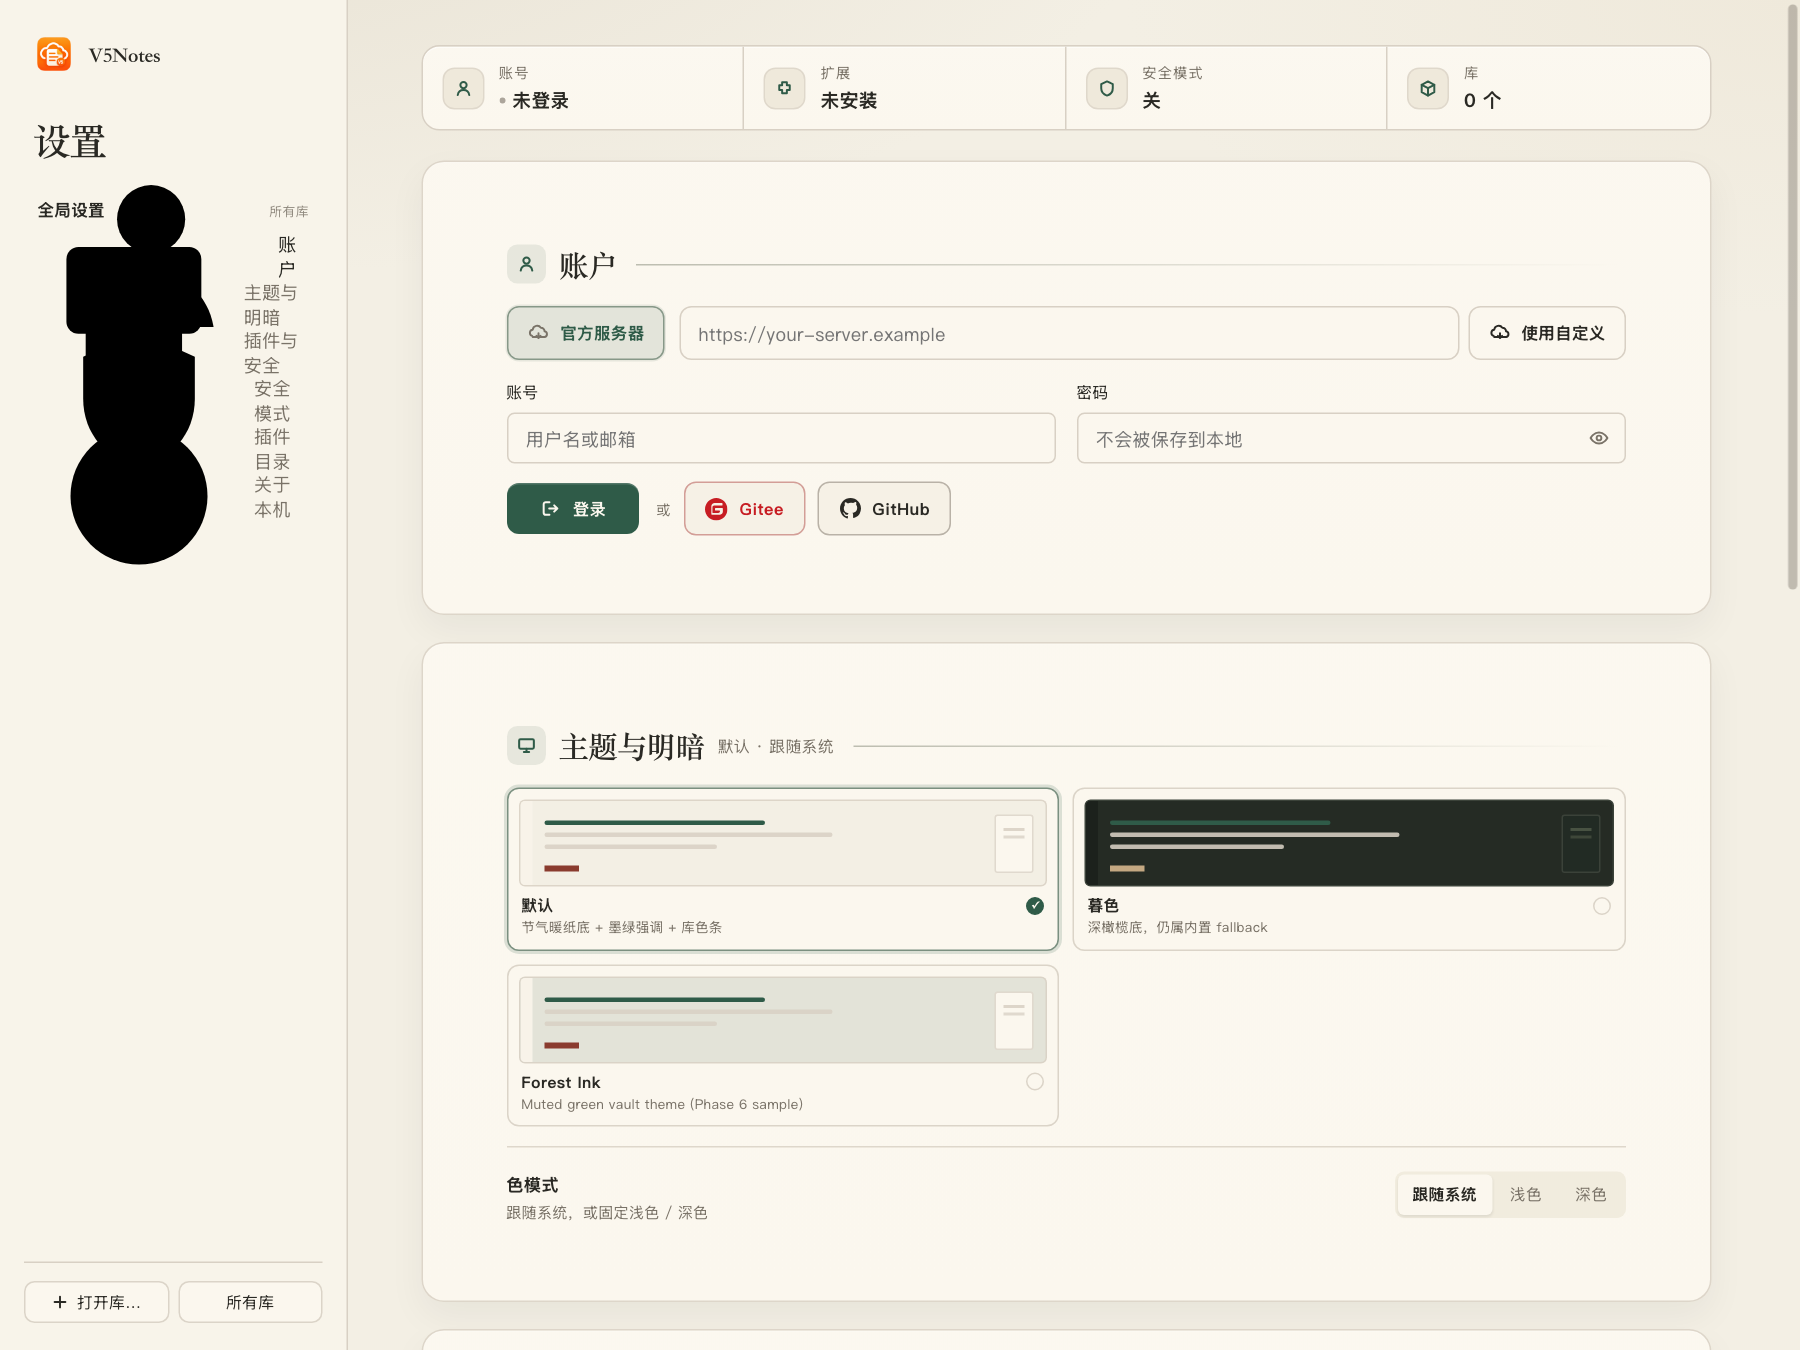 V5Notes
设置
全局设置
所有库
账
户
主题与
明暗
插件与
安全
安全
模式
插件
目录
关于
本机
打开库...
所有库
账号
未登录
扩展
未安装
安全模式
关
库
0 个
账户
官方服务器
https://your-server.example
使用自定义
账号
密码
用户名或邮箱
不会被保存到本地
登录
或
Gitee
GitHub
主题与明暗
默认 · 跟随系统
默认
节气暖纸底 + 墨绿强调 + 库色条
暮色
深橄榄底，仍属内置 fallback
Forest Ink
Muted green vault theme (Phase 6 sample)
色模式
跟随系统，或固定浅色 / 深色
跟随系统
浅色
深色